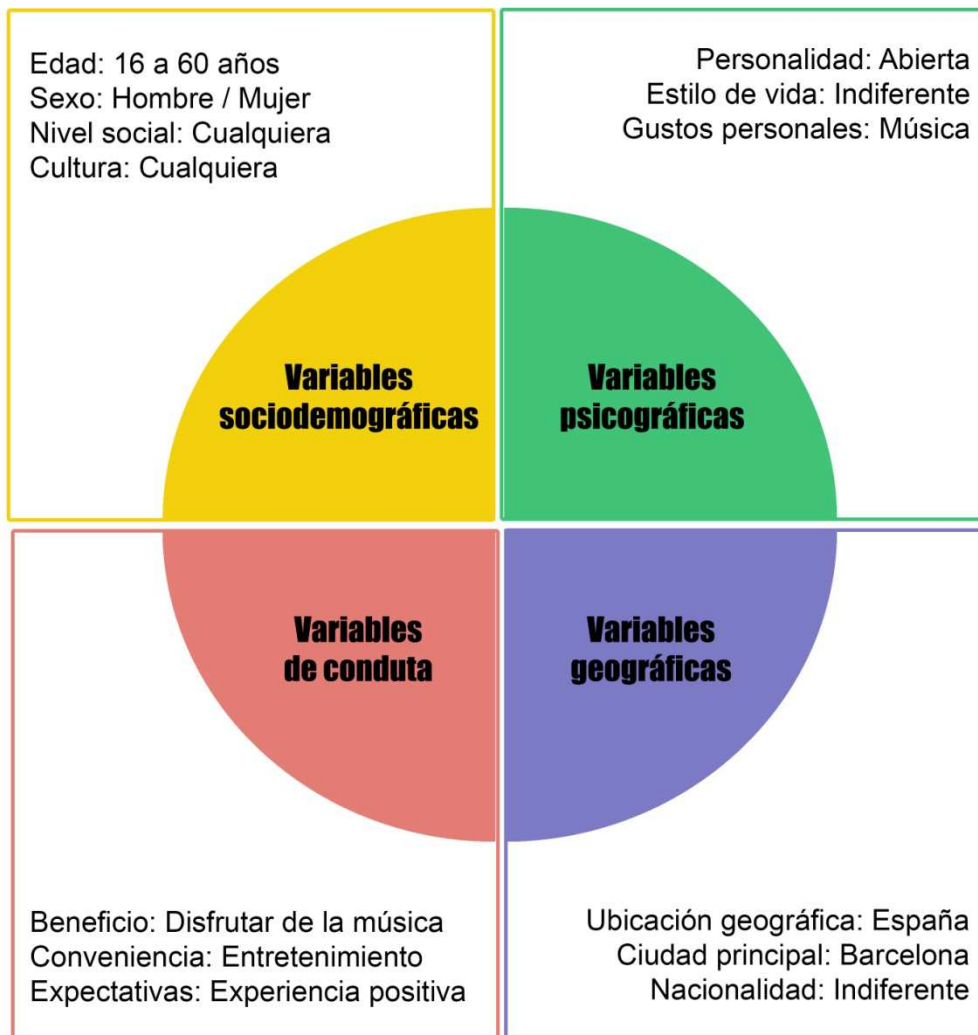 Edad: 16 a 60 años
Sexo: Hombre / Mujer
Nivel social: Cualquiera
Cultura: Cualquiera
Variables
sociodemográficas
Personalidad: Abierta
Estilo de vida: Indiferente
Gustos personales: Música
Variables
psicográficas
Variables
de conduta
Beneficio: Disfrutar de la música
Conveniencia: Entretenimiento
Expectativas: Experiencia positiva
Variables
geográficas
Ubicación geográfica: España
Ciudad principal: Barcelona
Nacionalidad: Indiferente